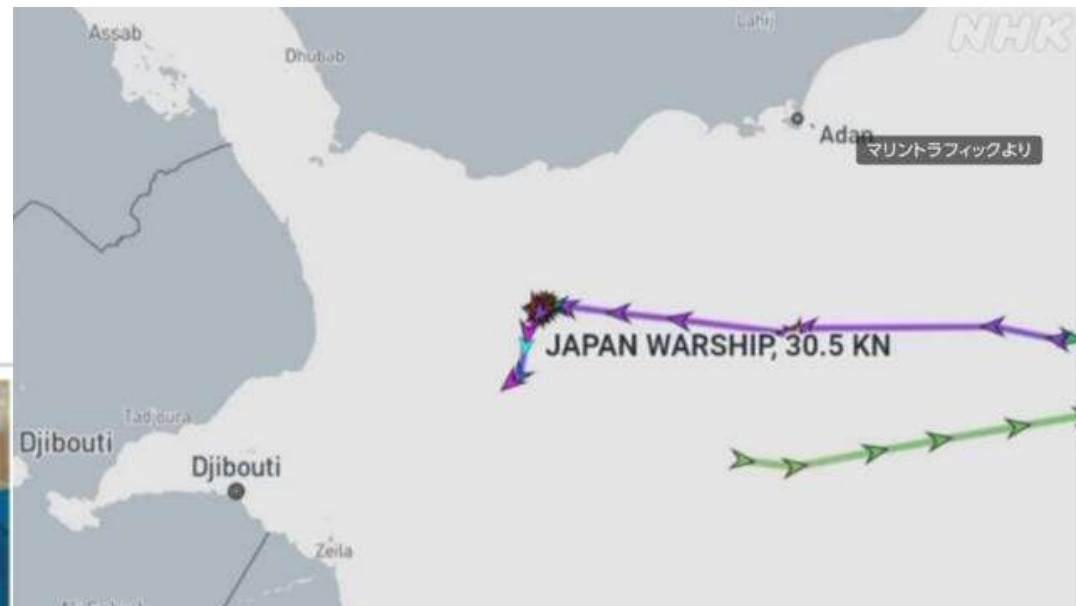 Assab
Dhubab
Lahij
NHK
Adan
マリントラフィックより
JAPAN WARSHIP, 30.5 KN
Tadjoura
Djibouti
Djibouti
Zeila